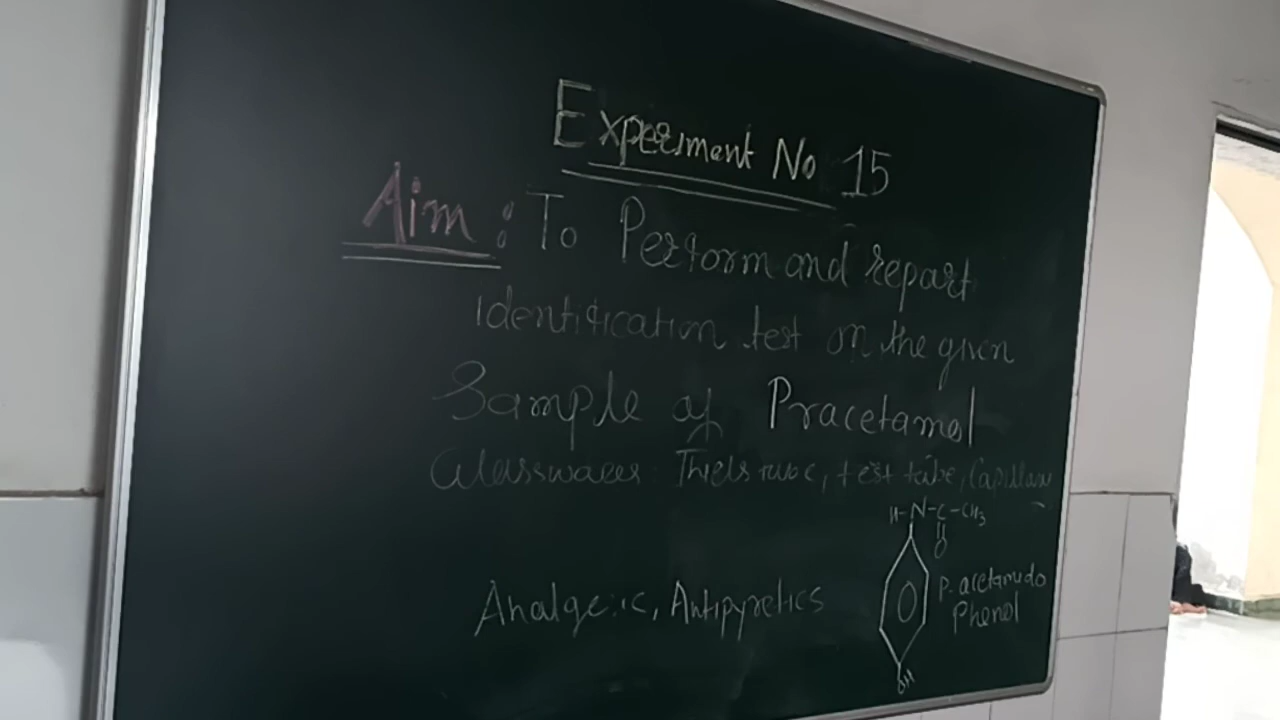 Experiment No 15
Aim : To Perform and report
identification test on the given
Sample of Pracetamol
Glasswares : Thiels tube, test tube, Capillary
H-N-C-CH3
O
Analgesic, Antipyretics
P-acetamido
Phenol
OH